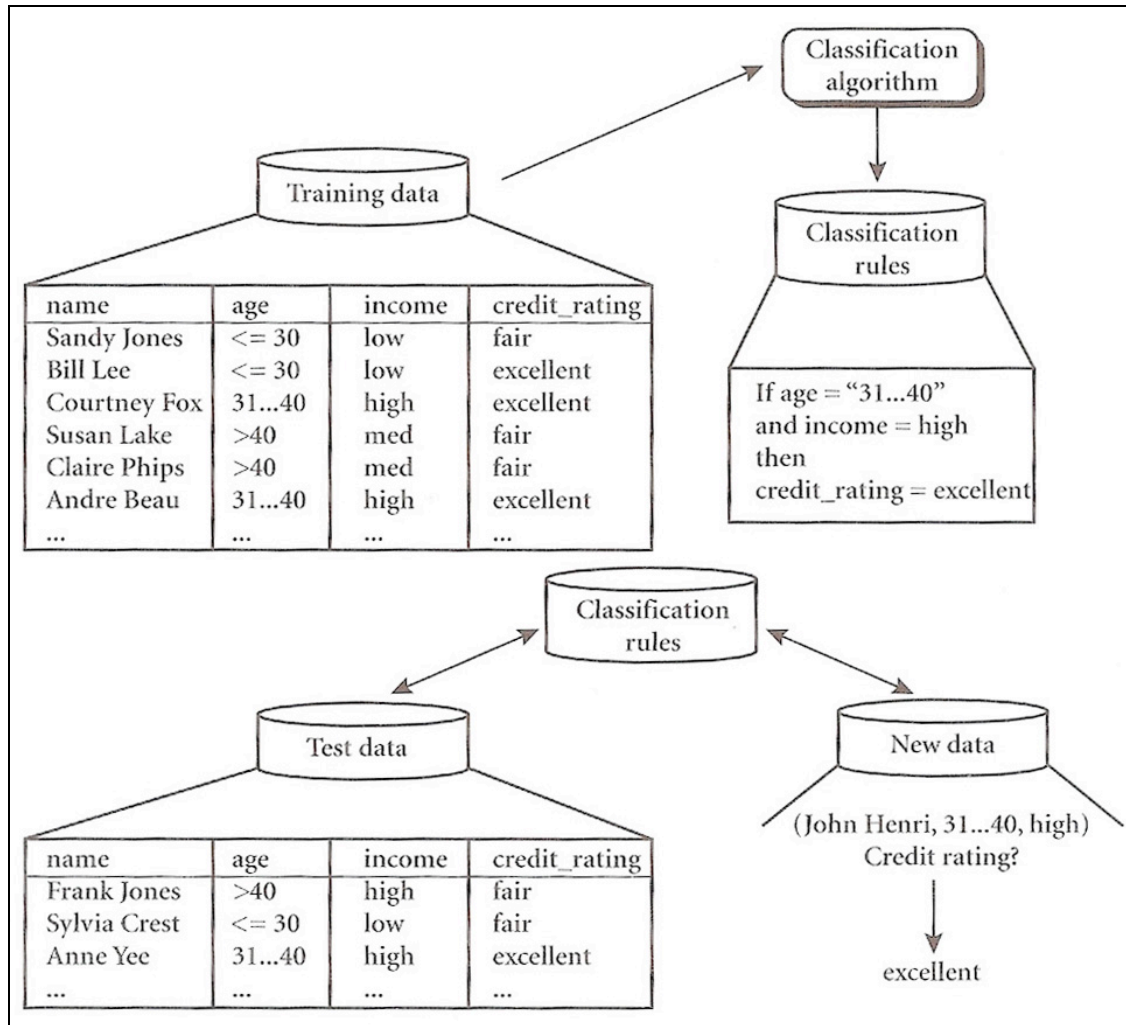 Classification
algorithm
Training data
name age income credit_rating
Sandy Jones <= 30 low fair
Bill Lee <= 30 low excellent
Courtney Fox 31...40 high excellent
Susan Lake >40 med fair
Claire Phips >40 med fair
Andre Beau 31...40 high excellent
... ... ... ...
Classification
rules
If age = “31...40”
and income = high
then
credit_rating = excellent
Classification
rules
Test data
name age income credit_rating
Frank Jones >40 high fair
Sylvia Crest <= 30 low fair
Anne Yee 31...40 high excellent
... ... ... ...
New data
(John Henri, 31...40, high)
Credit rating?
excellent